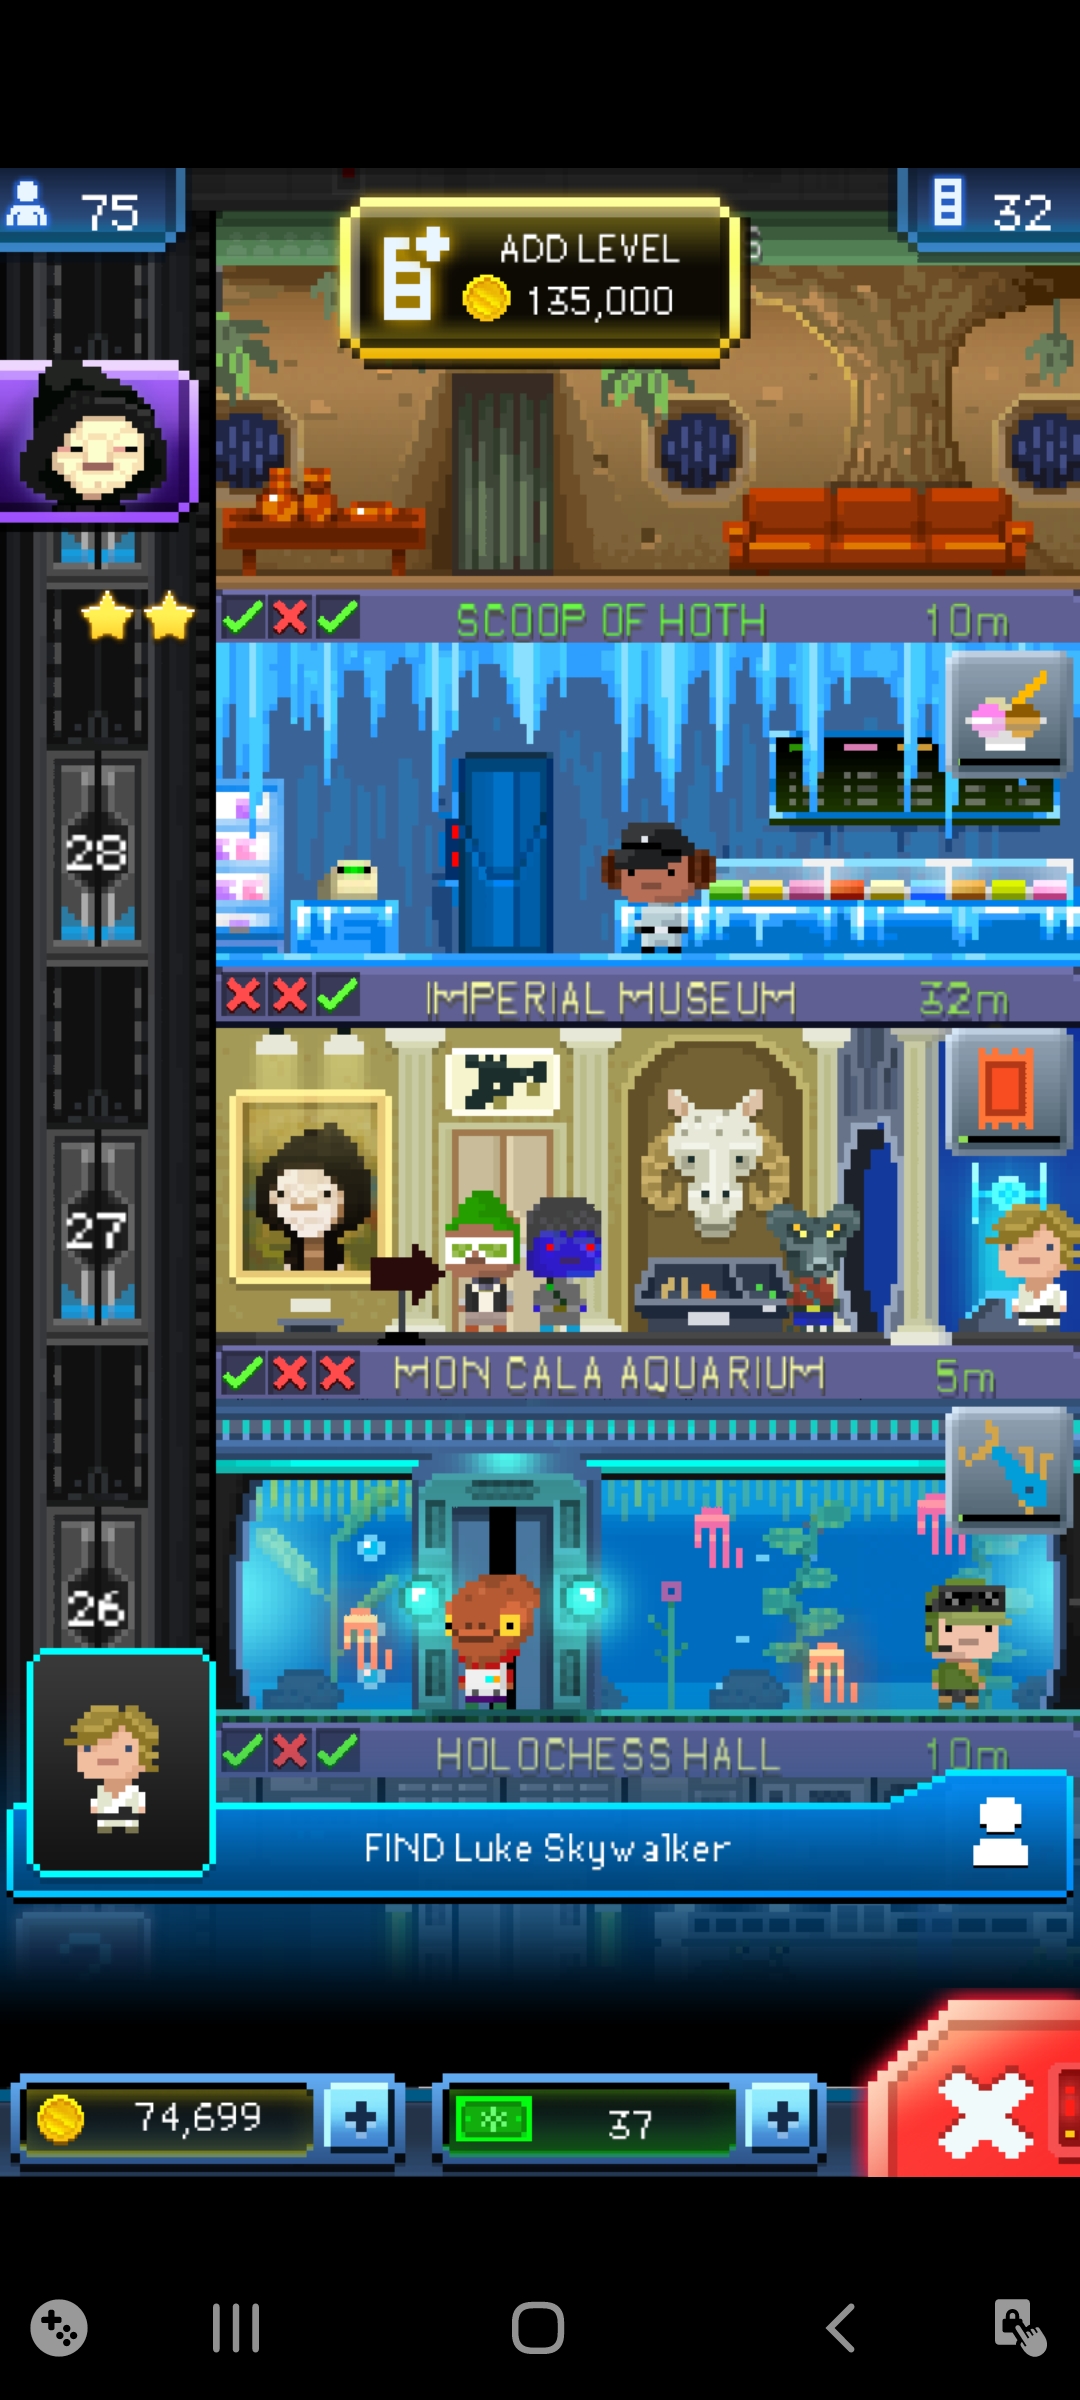 75
ADD LEVEL
135,000
32
SCOOP OF HOTH 10m
28
IMPERIAL MUSEUM 32m
27
MON CALA AQUARIUM 5m
26
HOLOCHESS HALL 10m
FIND Luke Skywalker
74,699
37